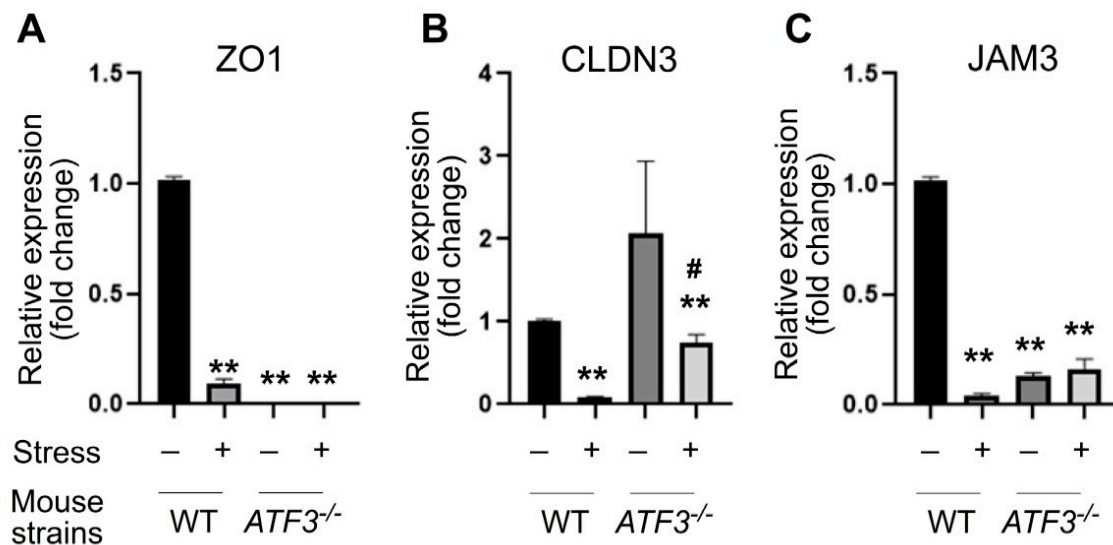 A
ZO1
Relative expression
(fold change)
1.5
1.0
0.5
0.0
**
**
**
B
CLDN3
Relative expression
(fold change)
4
3
2
1
0
**
#
**
C
JAM3
Relative expression
(fold change)
1.5
1.0
0.5
0.0
**
**
**
Stress – + – + – + – + – + – +
Mouse
strains
WT ATF3-/- WT ATF3-/- WT ATF3-/-